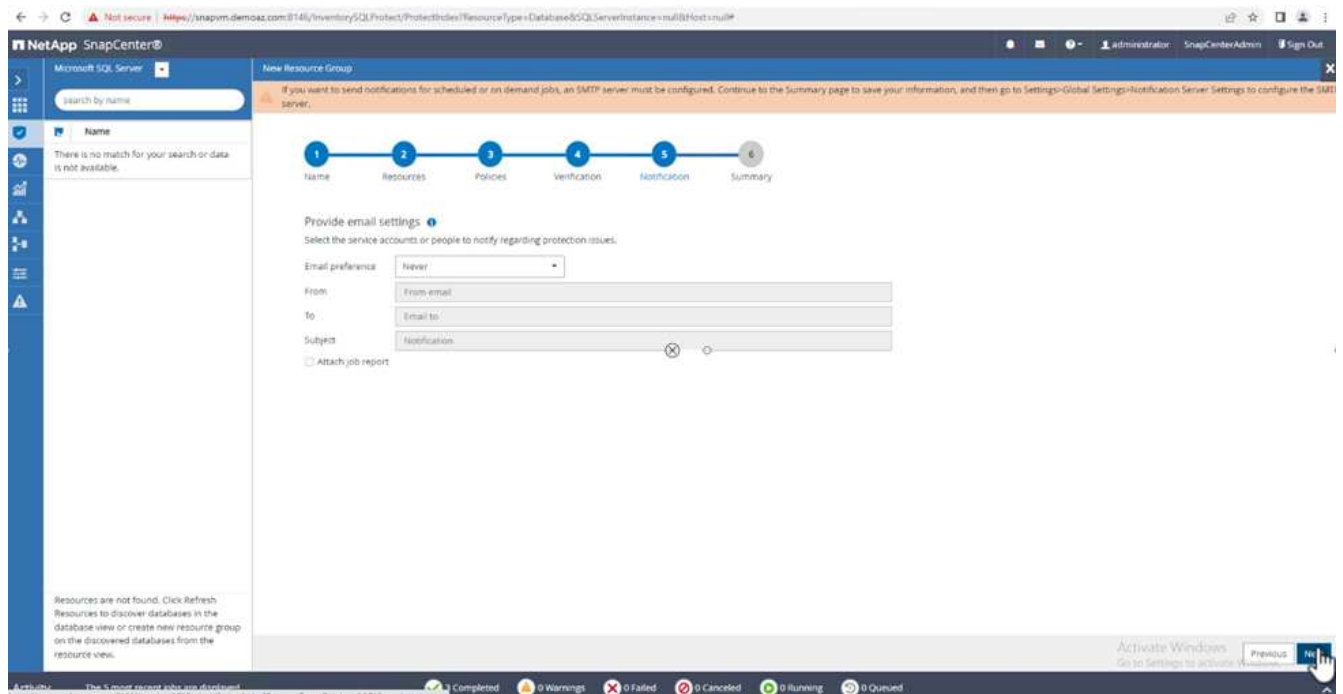 Not secure https://snapvm.demoaz.com:8146/InventorySQLProtect/ProtectIndex?ResourceType=Database&SQLServerInstance=null&Host=null#
NetApp SnapCenter®
administrator SnapCenterAdmin Sign Out
Microsoft SQL Server
New Resource Group
search by name
If you want to send notifications for scheduled or on demand jobs, an SMTP server must be configured. Continue to the Summary page to save your information, and then go to Settings>Global Settings>Notification Server Settings to configure the SMTP
server.
Name
There is no match for your search or data
is not available.
1 2 3 4 5 6
Name Resources Policies Verification Notification Summary
Provide email settings
Select the service accounts or people to notify regarding protection issues.
Email preference Never
From From email
To Email to
Subject Notification
Attach job report
Resources are not found. Click Refresh
Resources to discover databases in the
database view or create new resource group
on the discovered databases from the
resource view.
Activate Windows
Go to Settings to activate
Previous
Activity The 5 most recent jobs are displayed
3 Completed 0 Warnings 0 Failed 0 Canceled 0 Running 0 Queued